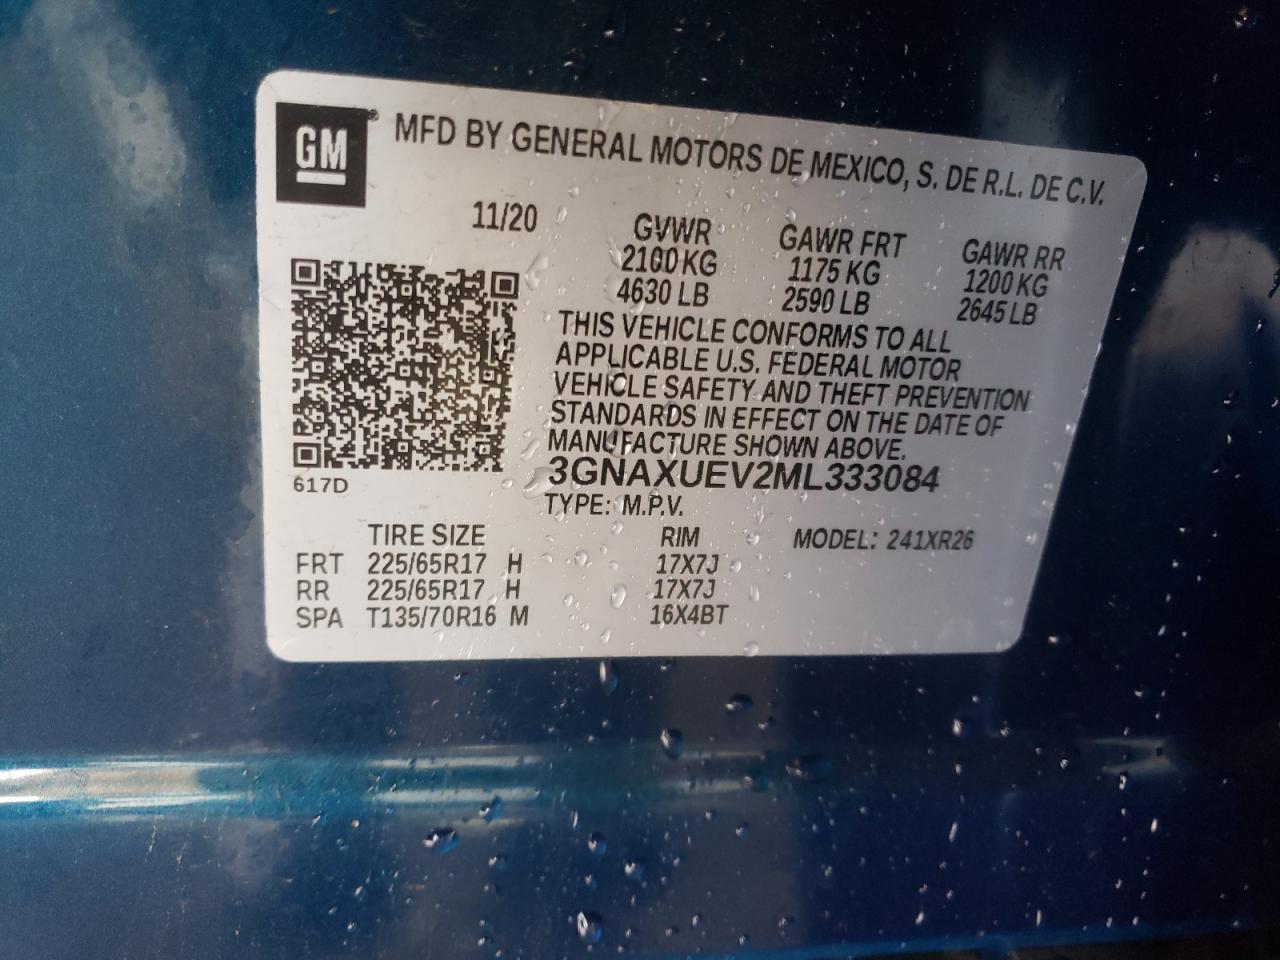 GM® MFD BY GENERAL MOTORS DE MEXICO, S. DE R.L. DE C.V.
11/20
GVWR
2100 KG
4630 LB
GAWR FRT
1175 KG
2590 LB
GAWR RR
1200 KG
2645 LB
THIS VEHICLE CONFORMS TO ALL
APPLICABLE U.S. FEDERAL MOTOR
VEHICLE SAFETY AND THEFT PREVENTION
STANDARDS IN EFFECT ON THE DATE OF
MANUFACTURE SHOWN ABOVE.
3GNAXUEV2ML333084
TYPE: M.P.V.
617D
TIRE SIZE RIM MODEL: 241XR26
FRT 225/65R17 H 17X7J
RR 225/65R17 H 17X7J
SPA T135/70R16 M 16X4BT